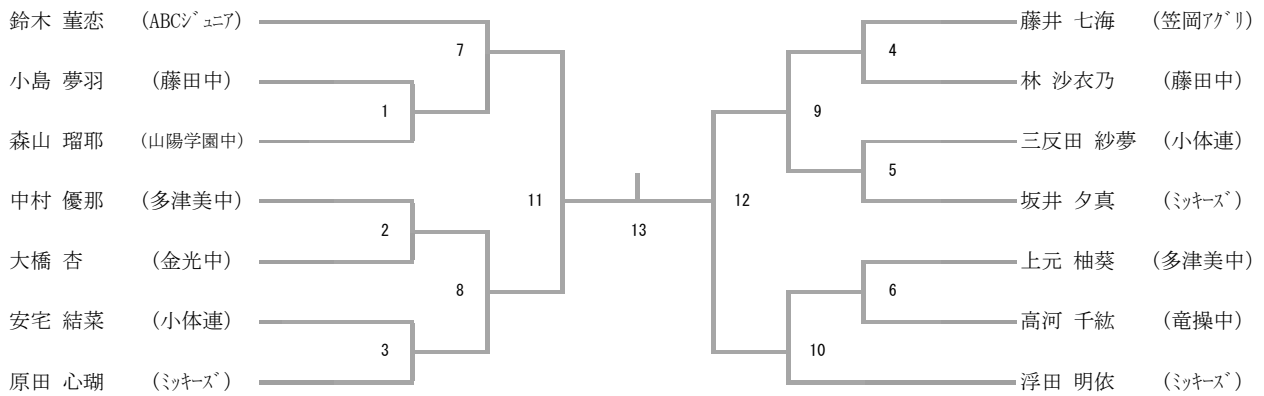 鈴木 菫恋 (ABCｼﾞｭﾆｱ)
7
小島 夢羽 (藤田中)
1
森山 瑠耶 (山陽学園中)
中村 優那 (多津美中)
2
大橋 杏 (金光中)
8
安宅 結菜 (小体連)
3
原田 心瑚 (ﾐｯｷｰｽﾞ)
11
13
12
藤井 七海 (笠岡ｱｸﾞﾘ)
4
林 沙衣乃 (藤田中)
9
三反田 紗夢 (小体連)
5
坂井 夕真 (ﾐｯｷｰｽﾞ)
上元 柚葵 (多津美中)
6
高河 千紘 (竜操中)
10
浮田 明依 (ﾐｯｷｰｽﾞ)